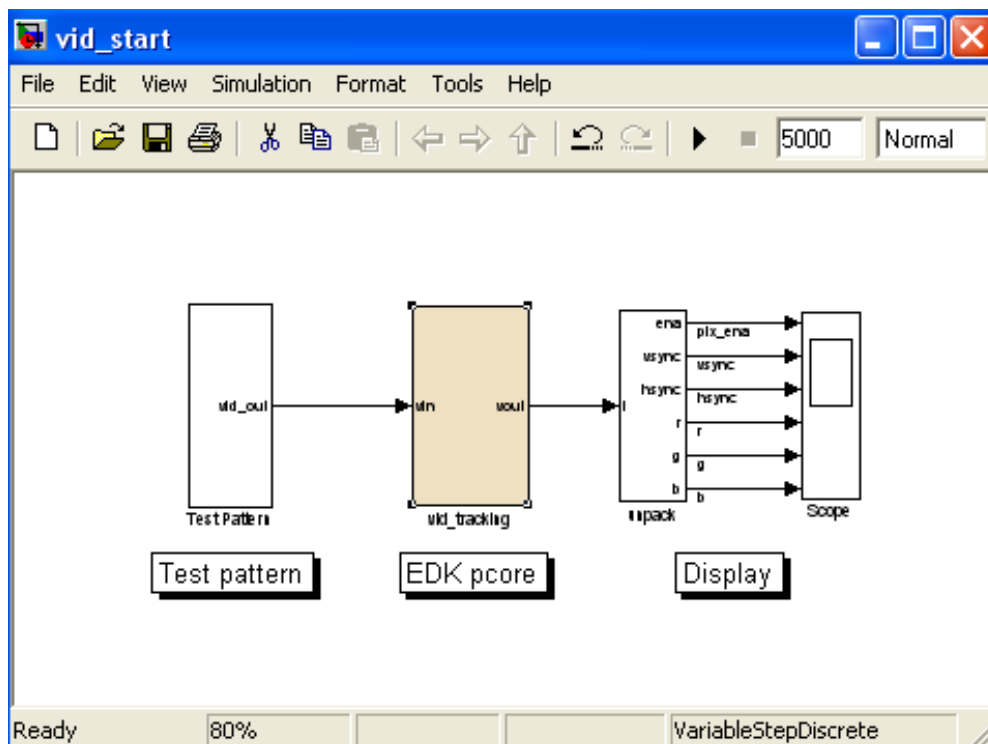 vid_start
File Edit View Simulation Format Tools Help
5000 Normal
vid_out
Test Pattern
vin vout
vid_tracking
i
ena
vsync
hsync
r
g
b
unpack
pix_ena
vsync
hsync
r
g
b
Scope
Test pattern EDK pcore Display
Ready 80% VariableStepDiscrete